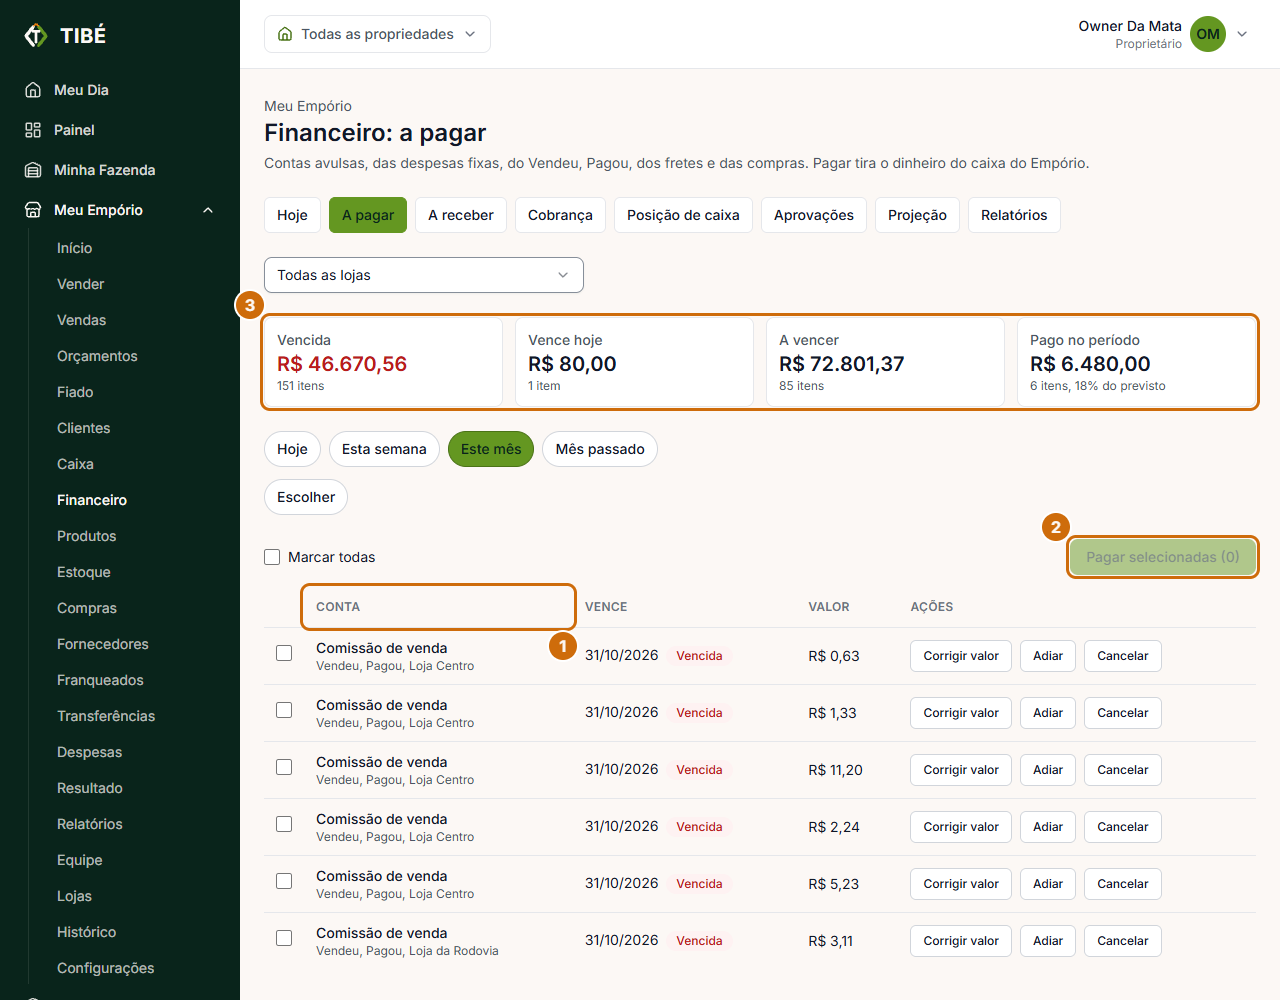 TIBÉ
Todas as propriedades
Owner Da Mata
Proprietário
OM
Meu Dia
Painel
Minha Fazenda
Meu Empório
Início
Vender
Vendas
Orçamentos
Fiado
Clientes
Caixa
Financeiro
Produtos
Estoque
Compras
Fornecedores
Franqueados
Transferências
Despesas
Resultado
Relatórios
Equipe
Lojas
Histórico
Configurações
Meu Empório
Financeiro: a pagar
Contas avulsas, das despesas fixas, do Vendeu, Pagou, dos fretes e das compras. Pagar tira o dinheiro do caixa do Empório.
Hoje A pagar A receber Cobrança Posição de caixa Aprovações Projeção Relatórios
Todas as lojas
3
Vencida
R$ 46.670,56
151 itens
Vence hoje
R$ 80,00
1 item
A vencer
R$ 72.801,37
85 itens
Pago no período
R$ 6.480,00
6 itens, 18% do previsto
Hoje Esta semana Este mês Mês passado
Escolher
2
Marcar todas
Pagar selecionadas (0)
CONTA VENCE VALOR AÇÕES
1
Comissão de venda
Vendeu, Pagou, Loja Centro
31/10/2026 Vencida R$ 0,63 Corrigir valor Adiar Cancelar
Comissão de venda
Vendeu, Pagou, Loja Centro
31/10/2026 Vencida R$ 1,33 Corrigir valor Adiar Cancelar
Comissão de venda
Vendeu, Pagou, Loja Centro
31/10/2026 Vencida R$ 11,20 Corrigir valor Adiar Cancelar
Comissão de venda
Vendeu, Pagou, Loja Centro
31/10/2026 Vencida R$ 2,24 Corrigir valor Adiar Cancelar
Comissão de venda
Vendeu, Pagou, Loja Centro
31/10/2026 Vencida R$ 5,23 Corrigir valor Adiar Cancelar
Comissão de venda
Vendeu, Pagou, Loja da Rodovia
31/10/2026 Vencida R$ 3,11 Corrigir valor Adiar Cancelar